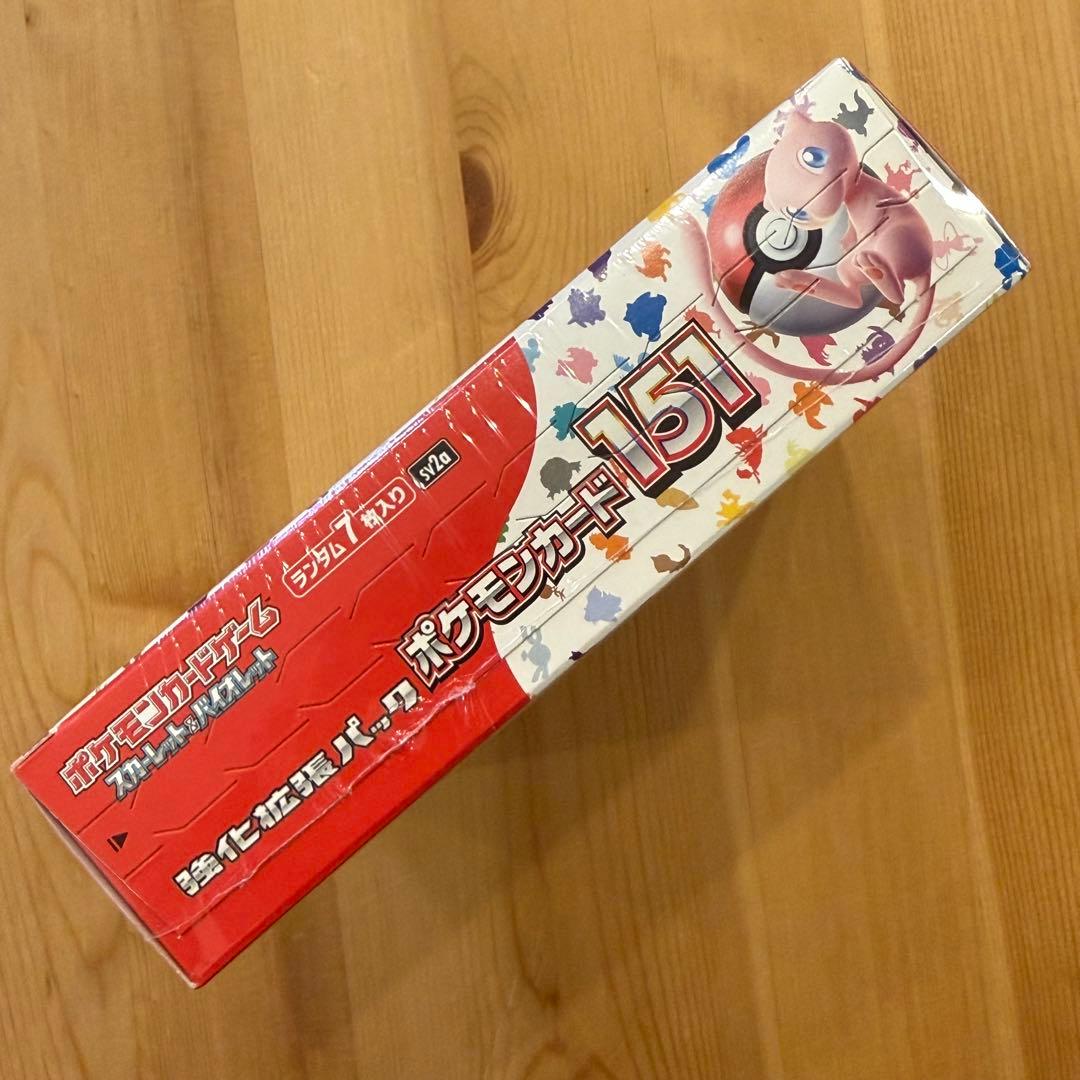 ポケモンカードゲーム
スカーレット&バイオレット
ランダム7枚入り
sv2a
強化拡張パック
ポケモンカード151